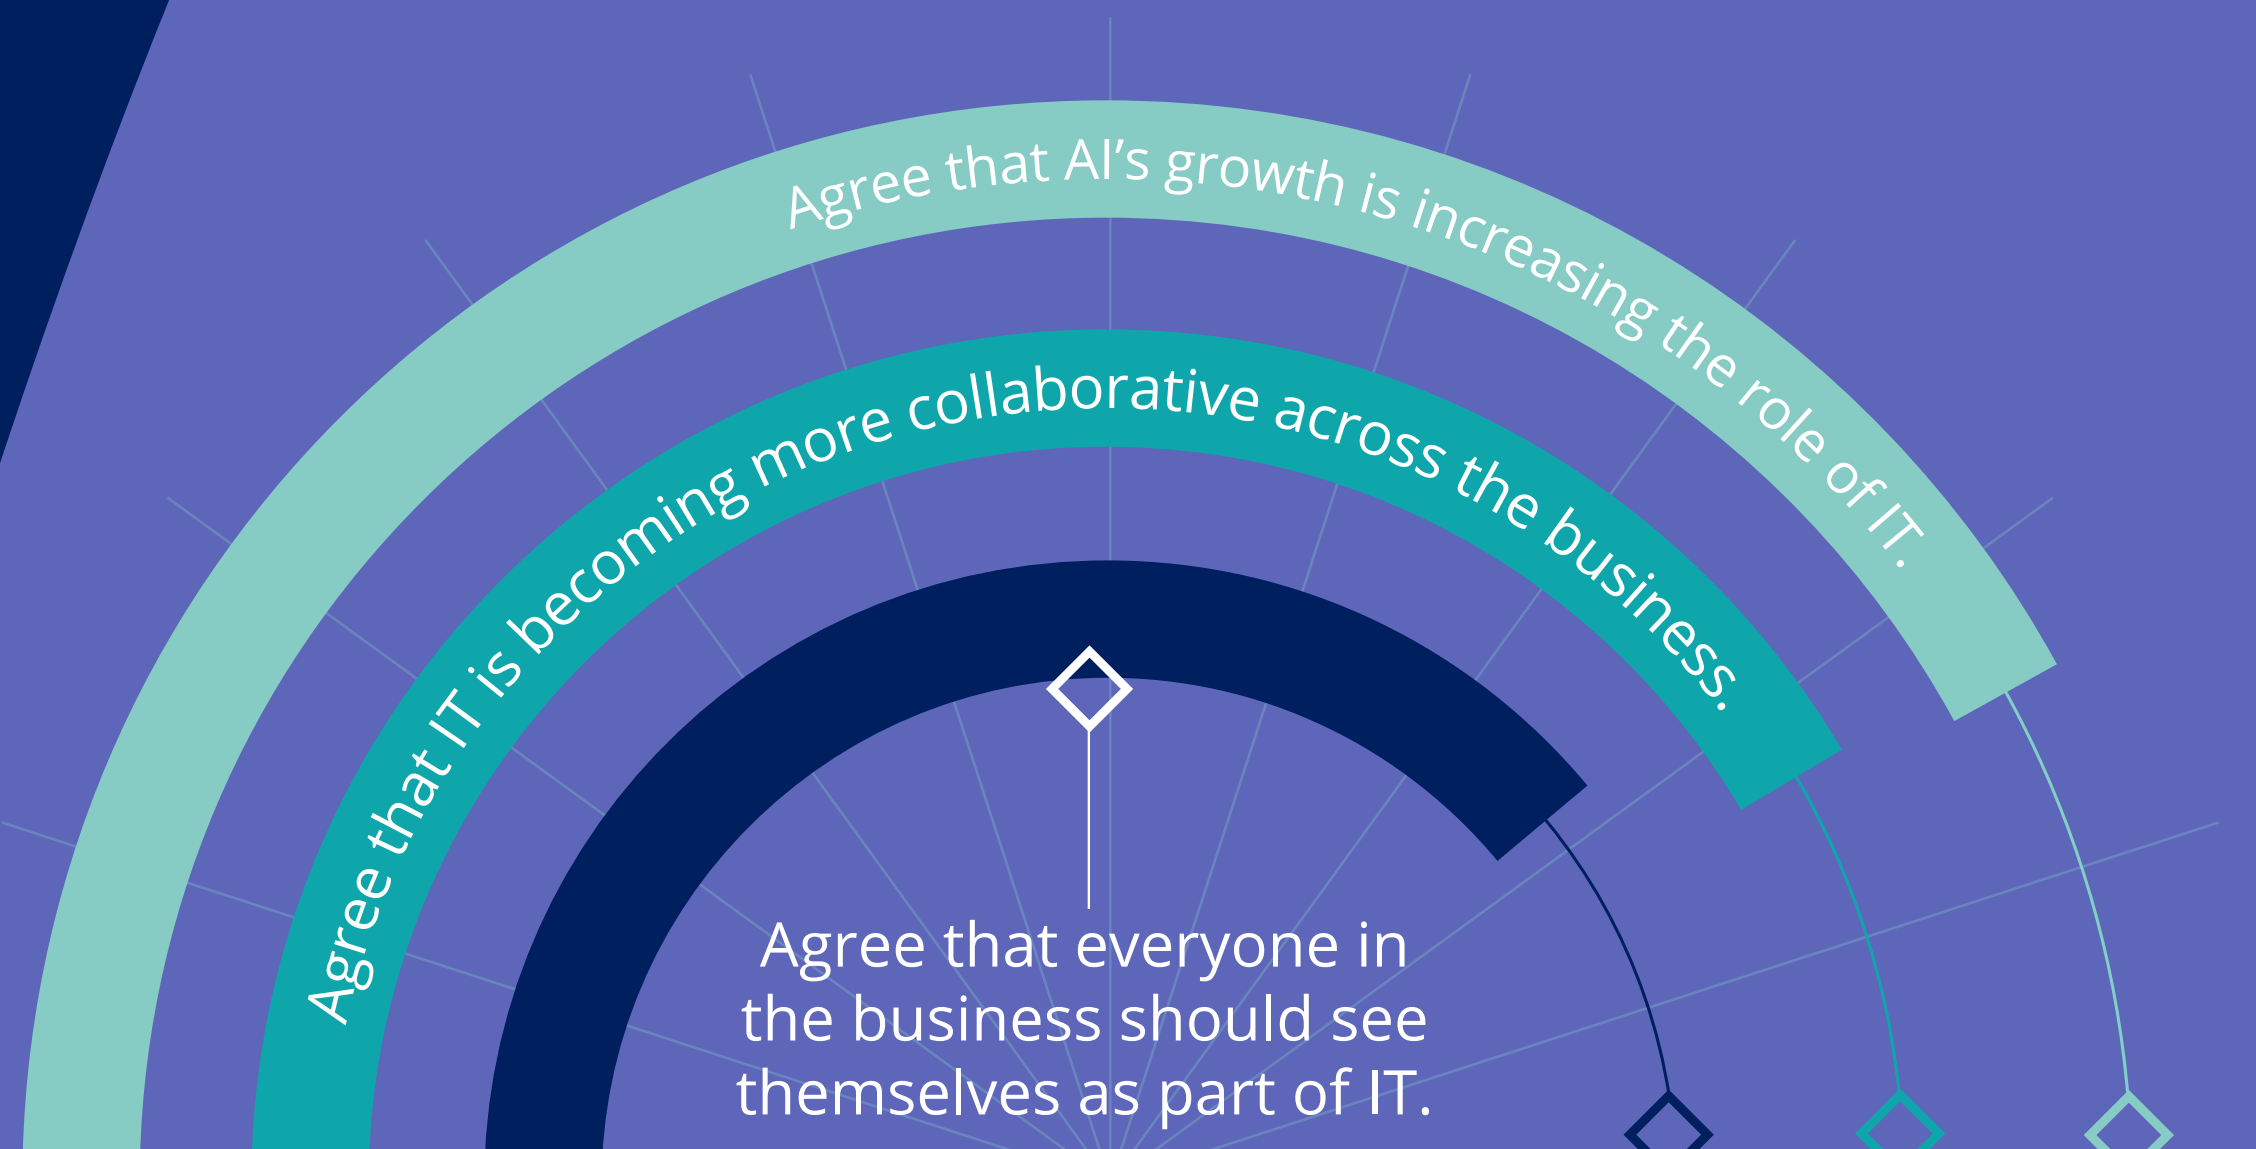 Agree that AI’s growth is increasing the role of IT.
Agree that IT is becoming more collaborative across the business.
Agree that everyone in
the business should see
themselves as part of IT.